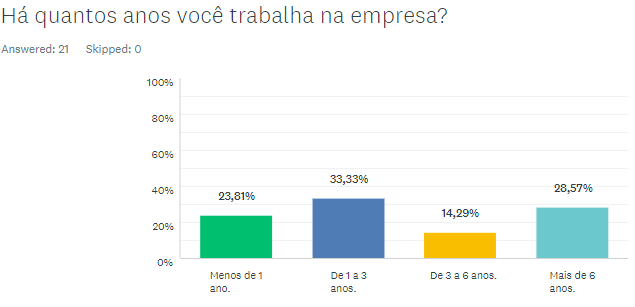 Há quantos anos você trabalha na empresa?
Answered: 21 Skipped: 0
100%
80%
60%
40%
20%
0%
23,81%
33,33%
14,29%
28,57%
Menos de 1
ano.
De 1 a 3
anos.
De 3 a 6 anos.
Mais de 6
anos.